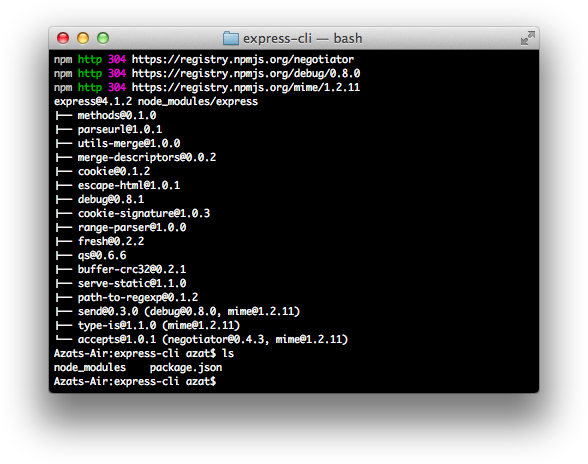 express-cli — bash
npm http 304 https://registry.npmjs.org/negotiator
npm http 304 https://registry.npmjs.org/debug/0.8.0
npm http 304 https://registry.npmjs.org/mime/1.2.11
express@4.1.2 node_modules/express
├── methods@0.1.0
├── parseurl@1.0.1
├── utils-merge@1.0.0
├── merge-descriptors@0.0.2
├── cookie@0.1.2
├── escape-html@1.0.1
├── debug@0.8.1
├── cookie-signature@1.0.3
├── range-parser@1.0.0
├── fresh@0.2.2
├── qs@0.6.6
├── buffer-crc32@0.2.1
├── serve-static@1.1.0
├── path-to-regexp@0.1.2
├── send@0.3.0 (debug@0.8.0, mime@1.2.11)
├── type-is@1.1.0 (mime@1.2.11)
└── accepts@1.0.1 (negotiator@0.4.3, mime@1.2.11)
Azats-Air:express-cli azat$ ls
node_modules    package.json
Azats-Air:express-cli azat$